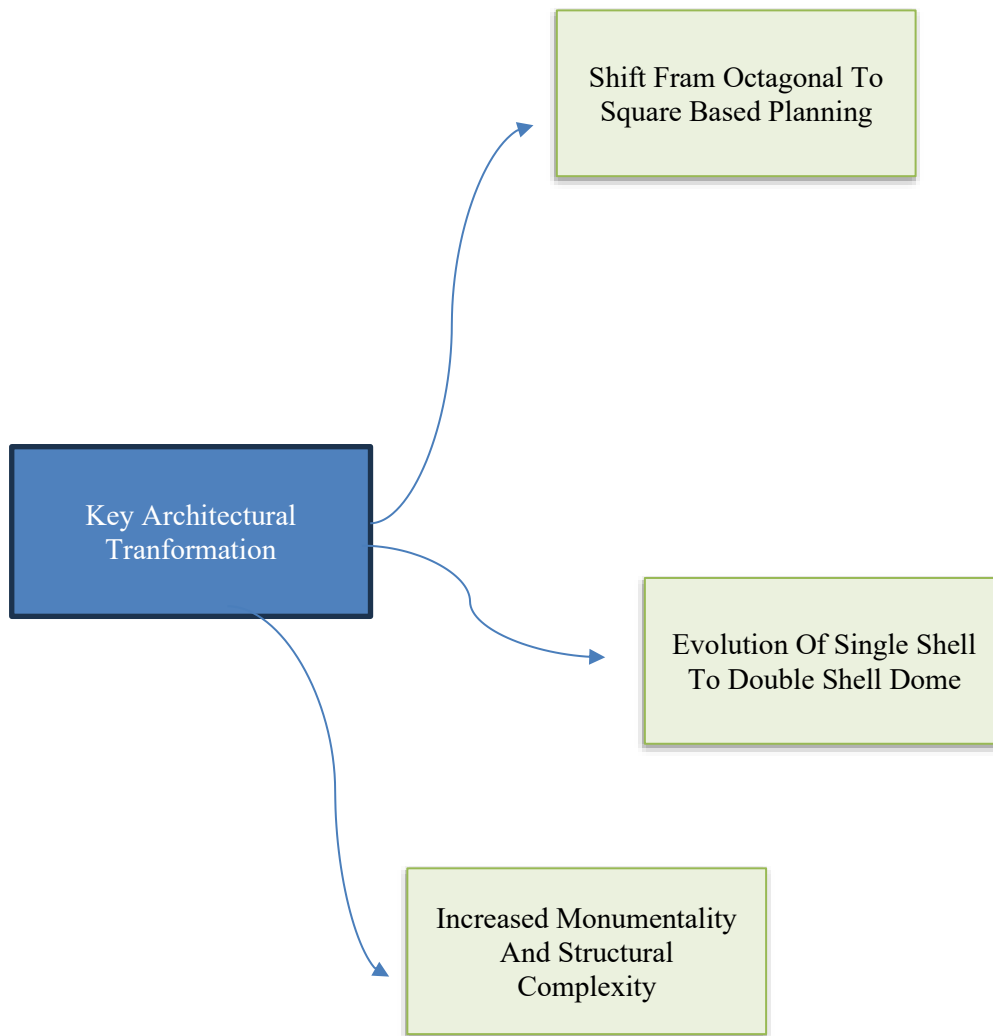 Shift Fram Octagonal To
Square Based Planning
Key Architectural
Tranformation
Evolution Of Single Shell
To Double Shell Dome
Increased Monumentality
And Structural
Complexity